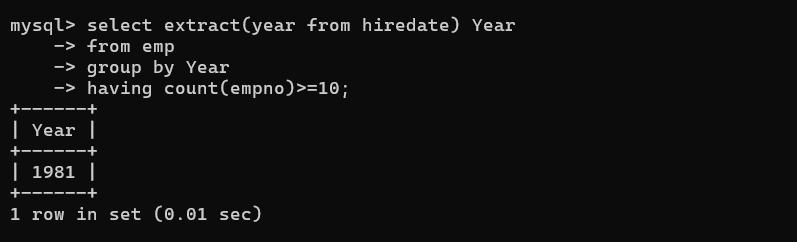 mysql> select extract(year from hiredate) Year
    -> from emp
    -> group by Year
    -> having count(empno)>=10;
+------+
| Year |
+------+
| 1981 |
+------+
1 row in set (0.01 sec)